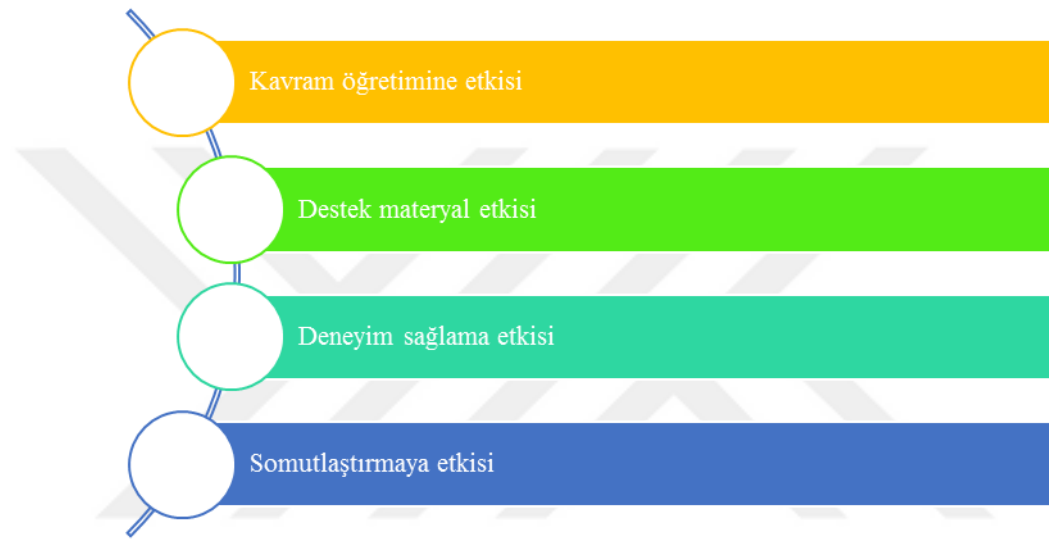 Kavram öğretimine etkisi
Destek materyal etkisi
Deneyim sağlama etkisi
Somutlaştırmaya etkisi